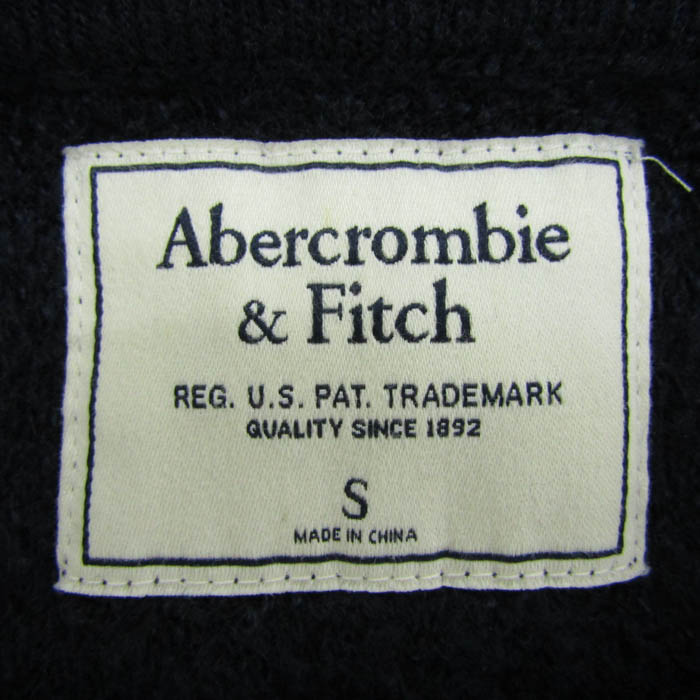 Abercrombie
& Fitch
REG. U.S. PAT. TRADEMARK
QUALITY SINCE 1892
S
MADE IN CHINA